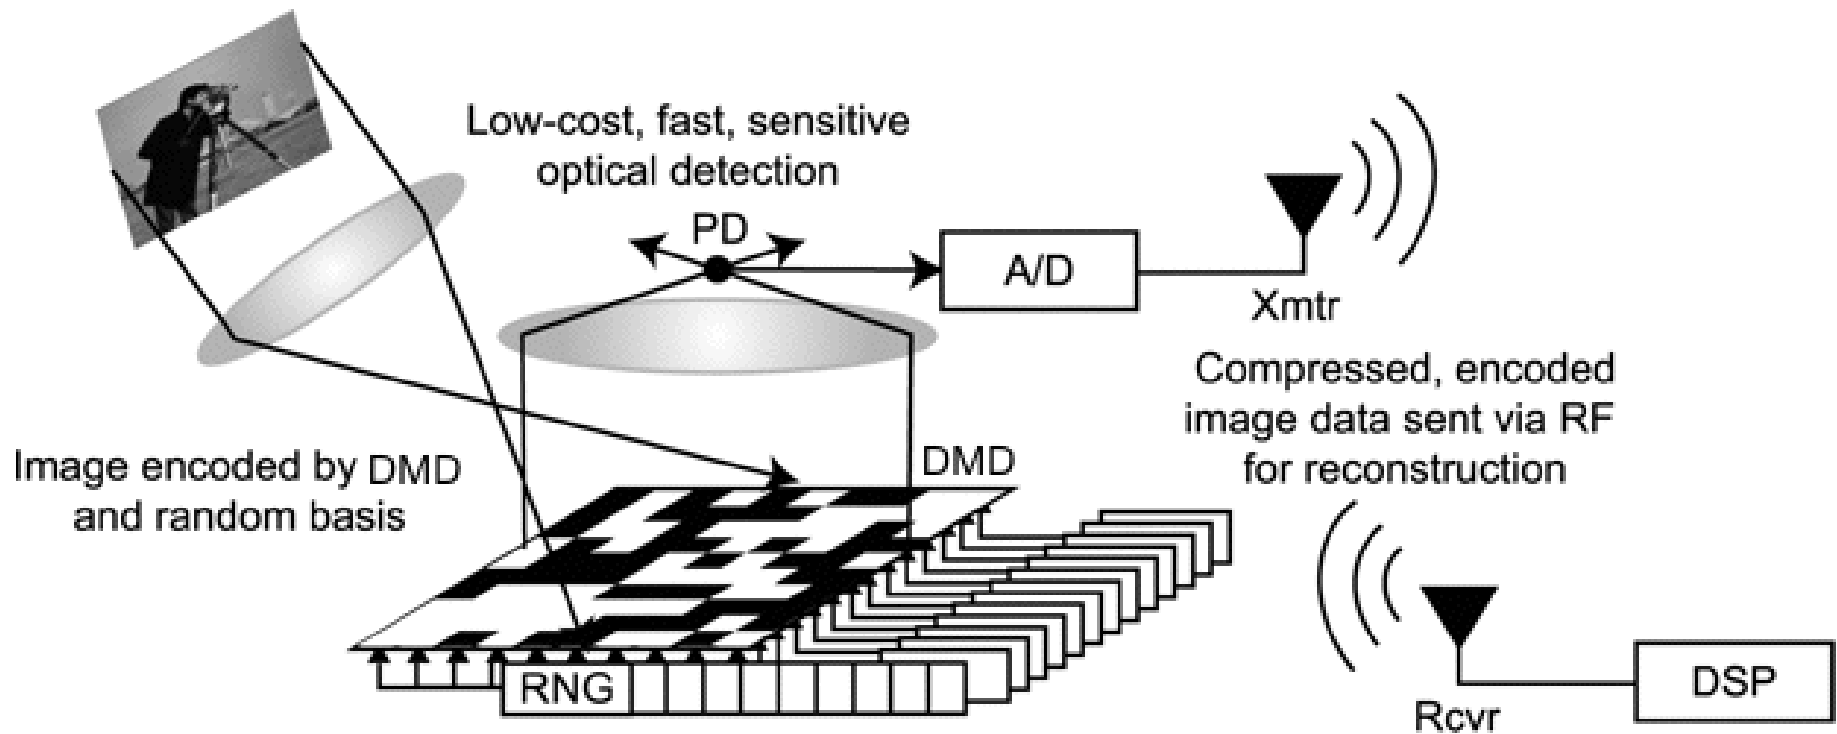 Low-cost, fast, sensitive
optical detection
PD
A/D
Xmtr
Compressed, encoded
image data sent via RF
for reconstruction
Image encoded by DMD
and random basis
DMD
RNG
Rcvr
DSP